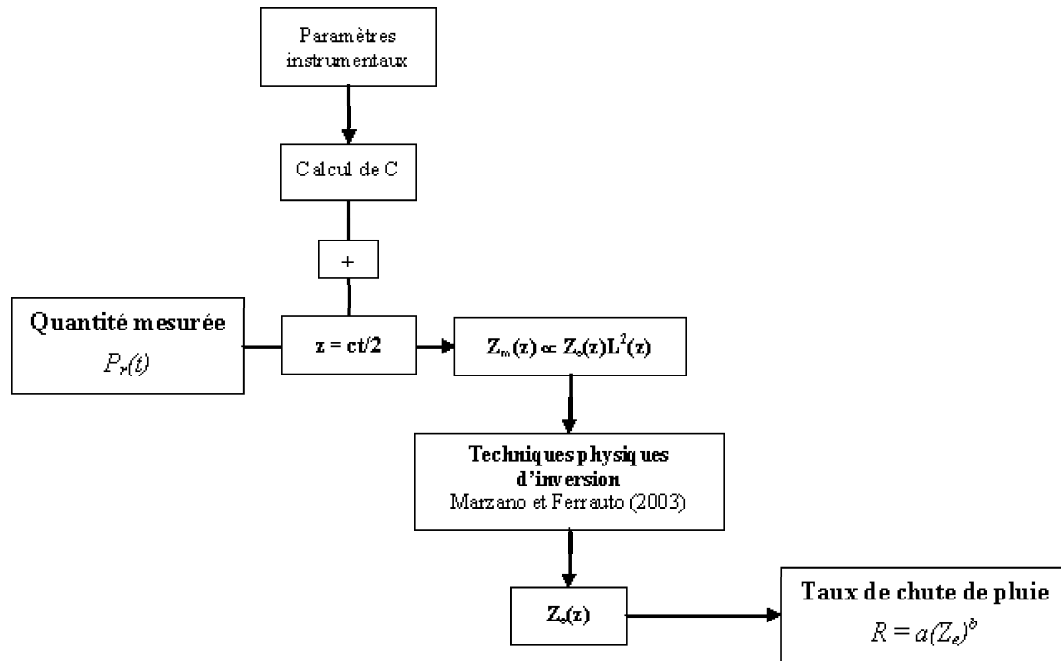 Paramètres
instrumentaux
Calcul de C
+
Quantité mesurée
Pᵣ(t)
z = ct/2
Zₘ(z) ∝ Zₑ(z)L²(z)
Techniques physiques
d'inversion
Marzano et Ferrauto (2003)
Zₑ(z)
Taux de chute de pluie
R = a(Zₑ)ᵇ